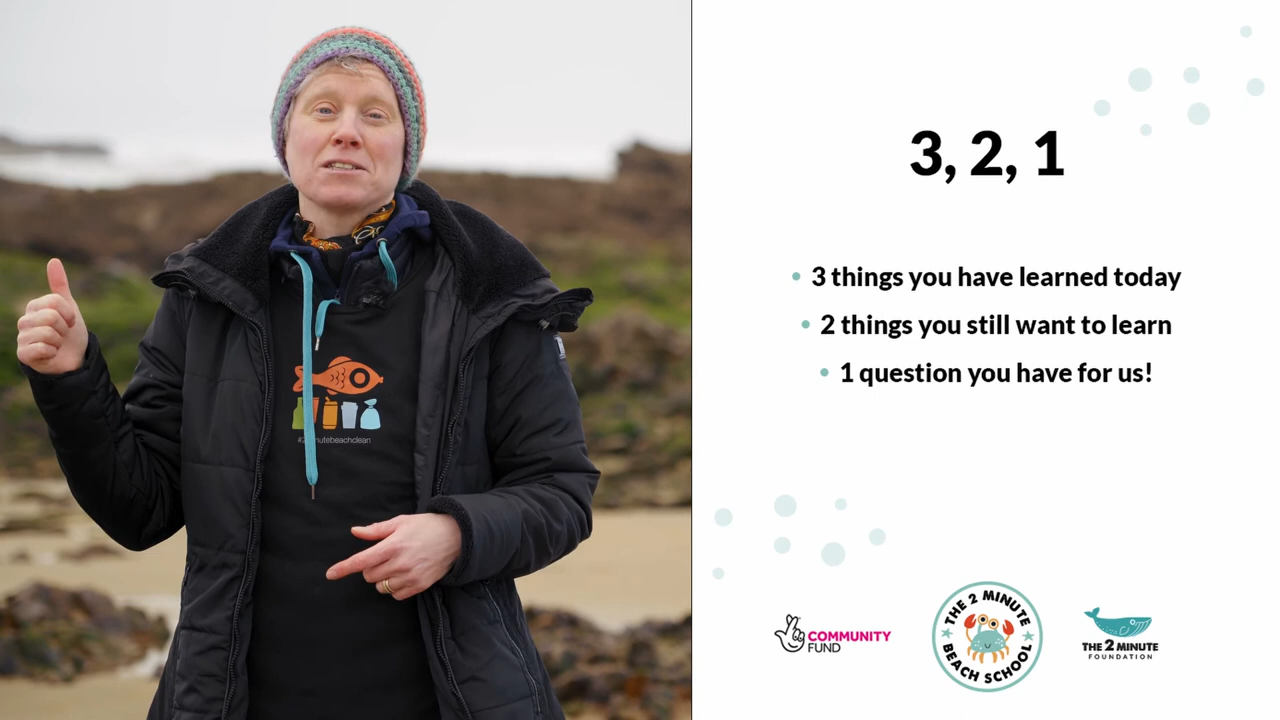 #2minutebeachclean
3, 2, 1
• 3 things you have learned today
• 2 things you still want to learn
• 1 question you have for us!
COMMUNITY
FUND
THE 2 MINUTE
BEACH SCHOOL
THE 2 MINUTE
FOUNDATION